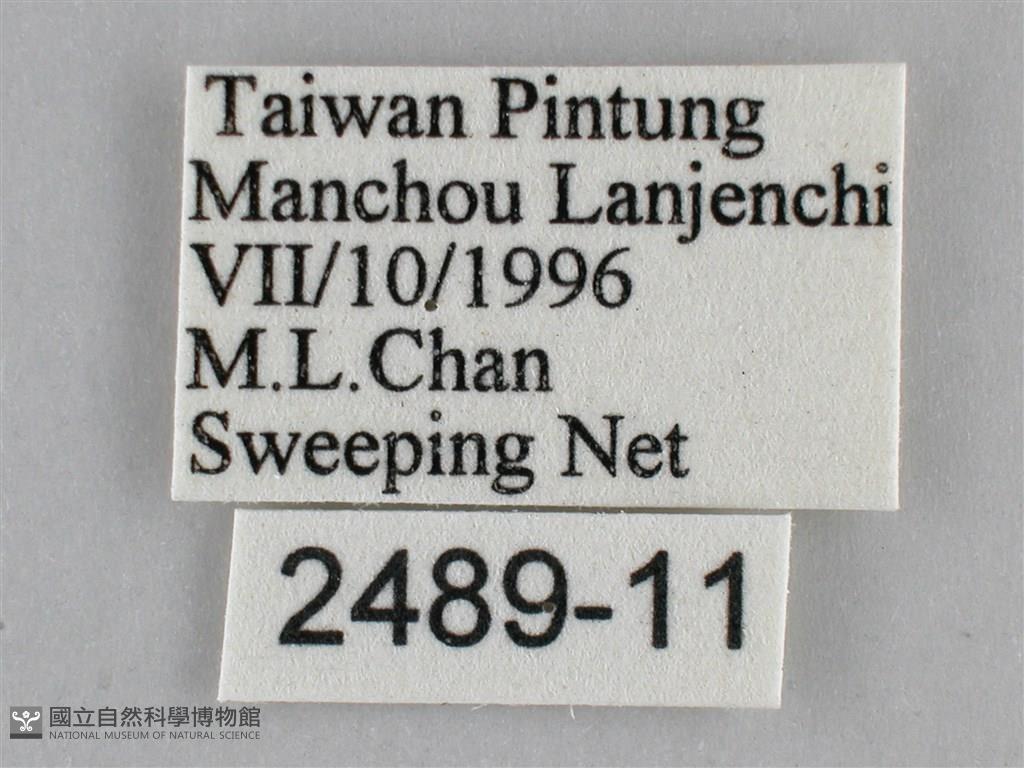 Taiwan Pintung
Manchou Lanjenchi
VII/10/1996
M.L.Chan
Sweeping Net
2489-11
國立自然科學博物館
NATIONAL MUSEUM OF NATURAL SCIENCE